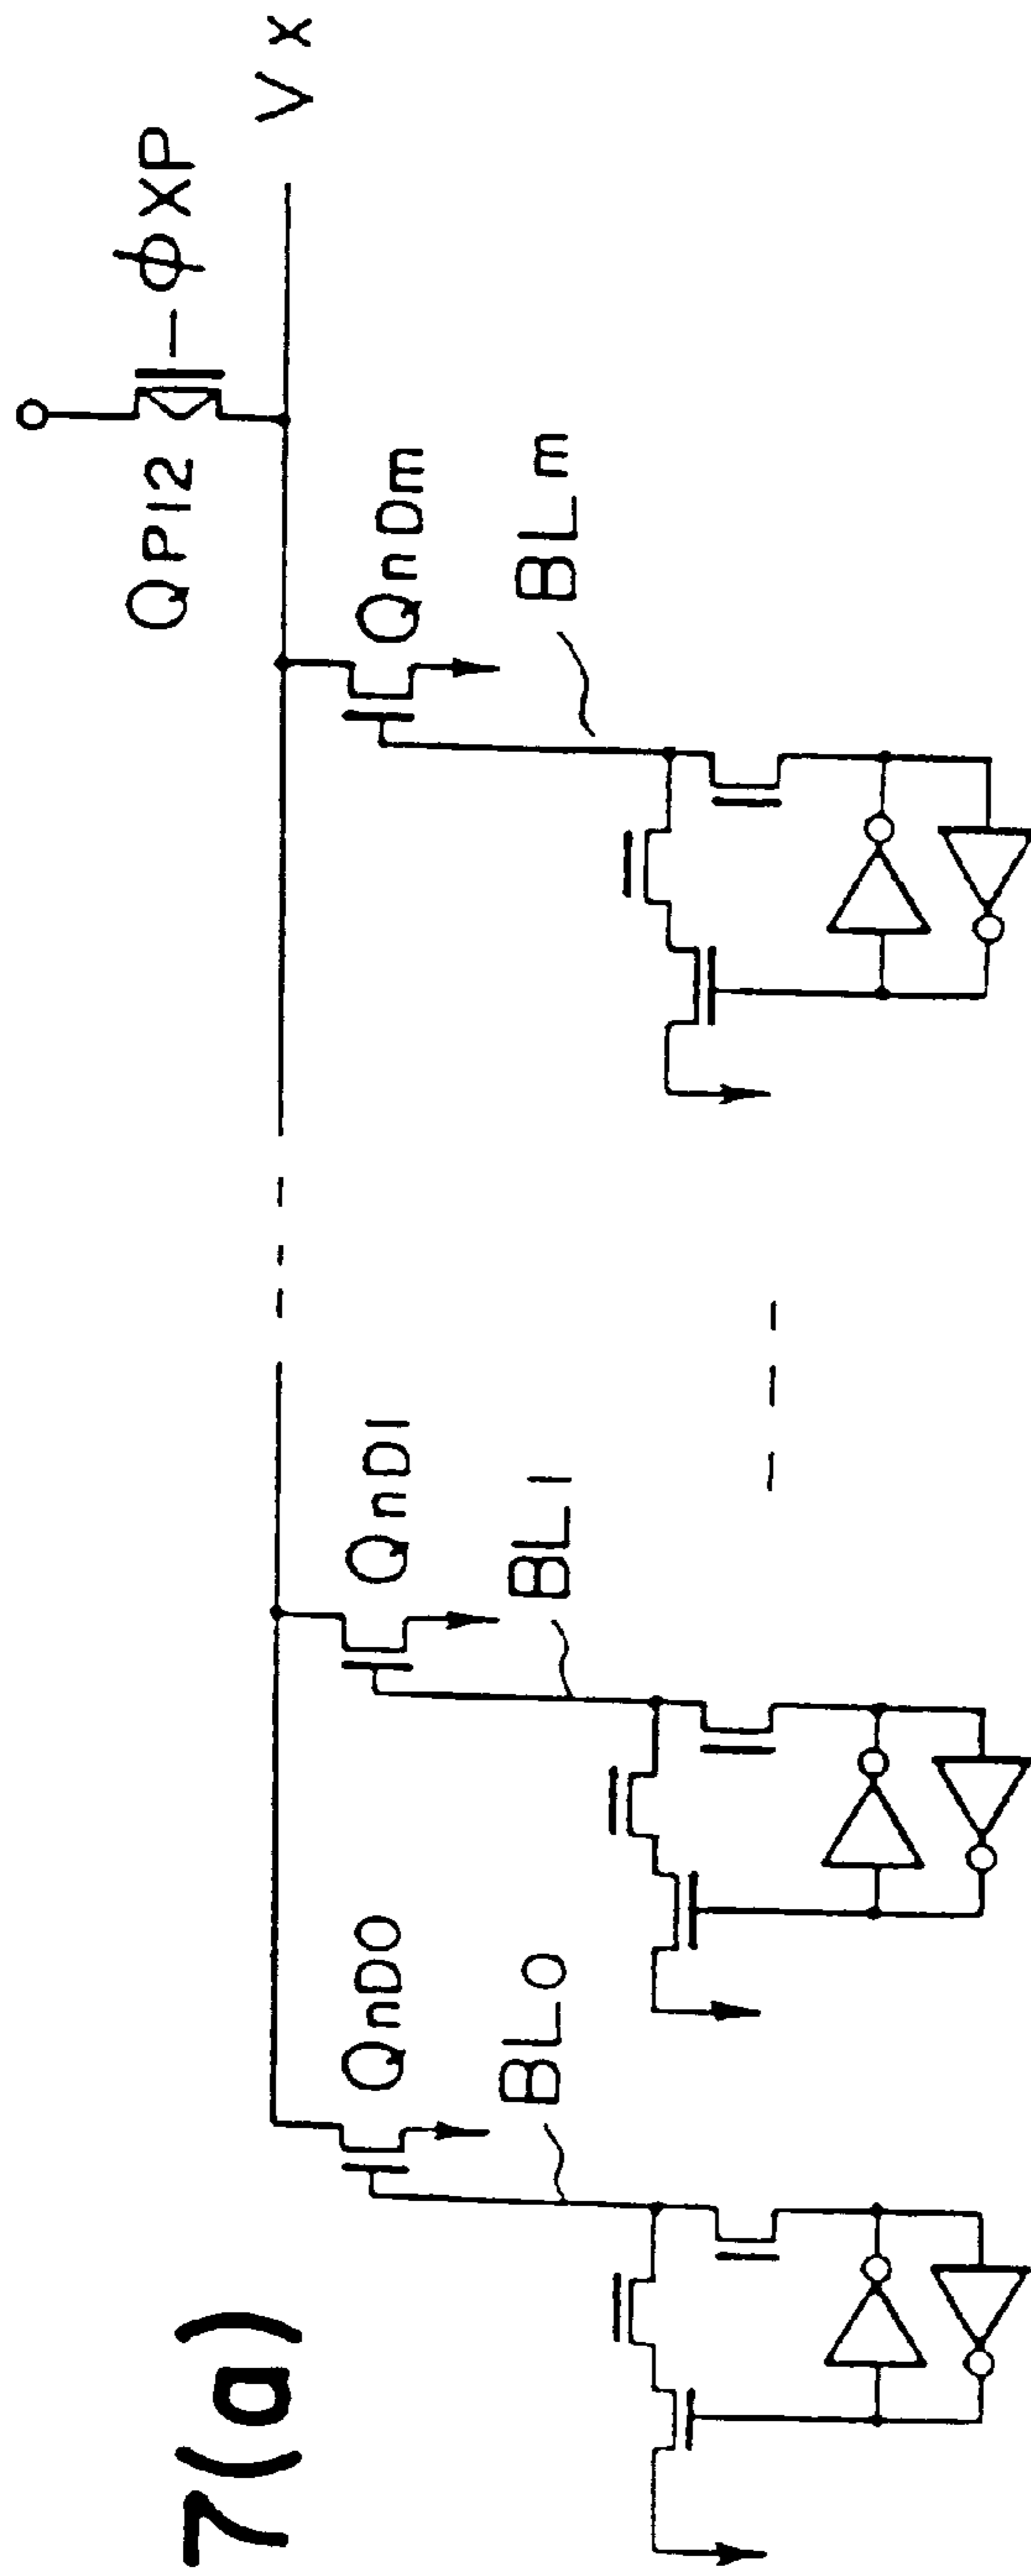 7(a)
QP12
φXP
Vx
QnD0
QnD1
QnDm
BL0
BL1
BLm